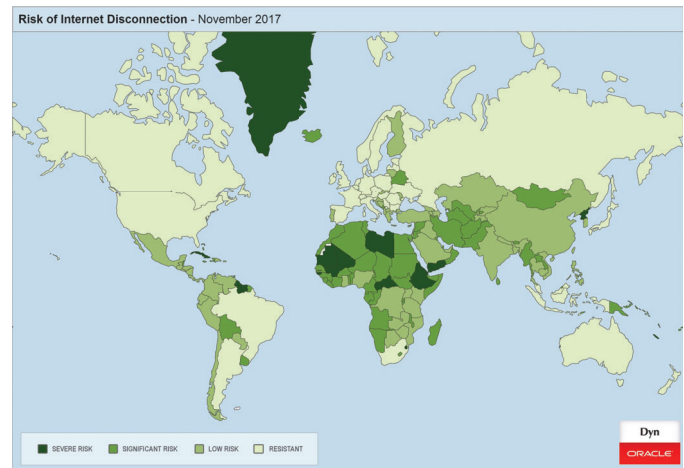 Risk of Internet Disconnection - November 2017
SEVERE RISK
SIGNIFICANT RISK
LOW RISK
RESISTANT
Dyn
ORACLE